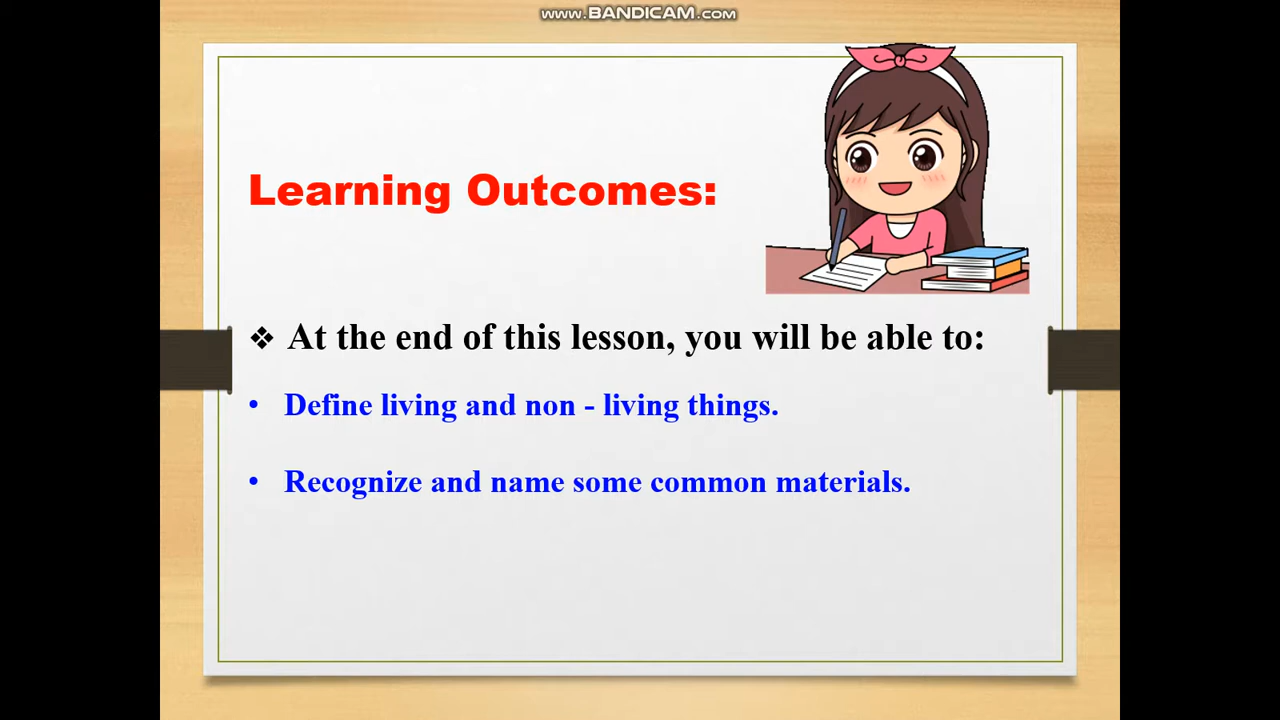 www.BANDICAM.com
Learning Outcomes:
❖ At the end of this lesson, you will be able to:
• Define living and non - living things.
• Recognize and name some common materials.